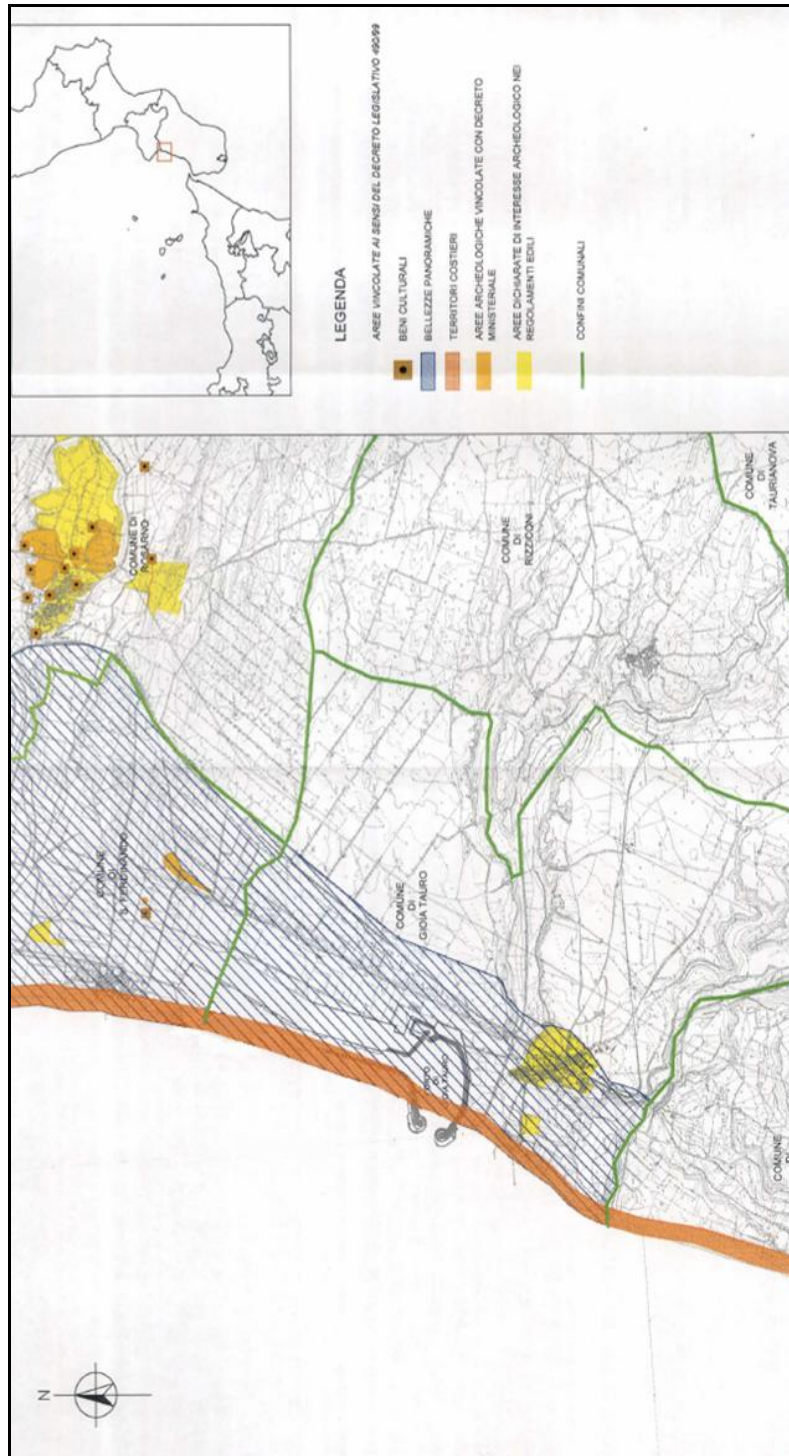 LEGENDA
AREE VINCOLATE AI SENSI DEL DECRETO LEGISLATIVO 490/99
BENI CULTURALI
BELLEZZE PANORAMICHE
TERRITORI COSTIERI
AREE ARCHEOLOGICHE VINCOLATE CON DECRETO
MINISTERIALE
AREE DICHIARATE DI INTERESSE ARCHEOLOGICO NEI
REGOLAMENTI EDILI
CONFINI COMUNALI
COMUNE DI
ROSARNO
COMUNE
DI
S. FERDINANDO
COMUNE
DI
RIZZICONI
COMUNE
DI
TAURIANOVA
COMUNE
DI
GIOIA TAURO
DI
COMUNE
DI
N